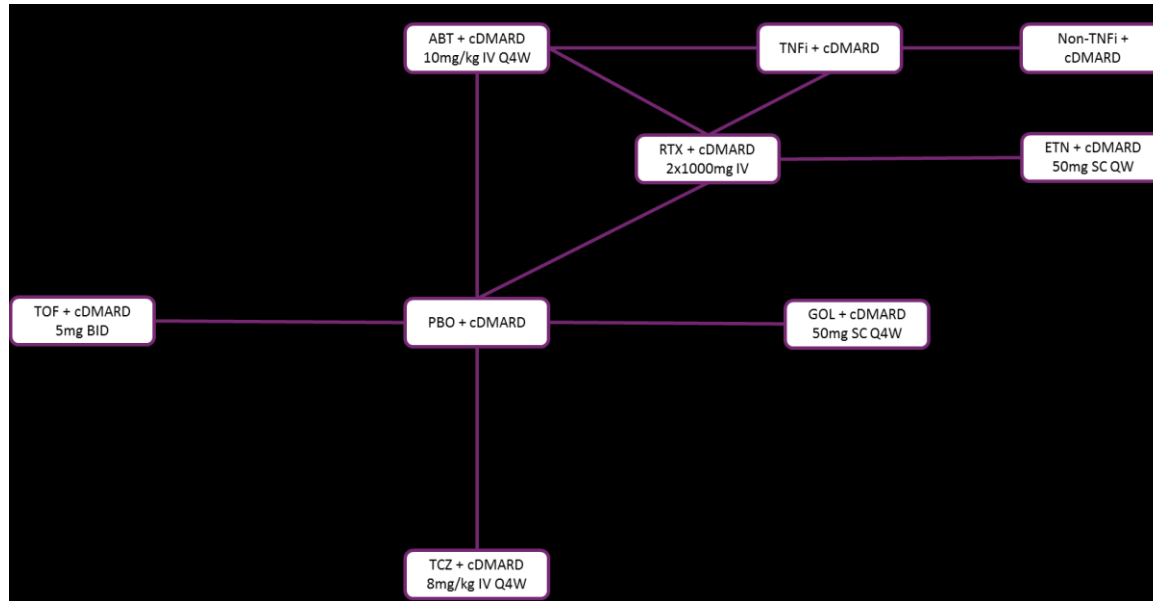 ABT + cDMARD
10mg/kg IV Q4W
TNFi + cDMARD
Non-TNFi +
cDMARD
RTX + cDMARD
2x1000mg IV
ETN + cDMARD
50mg SC QW
TOF + cDMARD
5mg BID
PBO + cDMARD
GOL + cDMARD
50mg SC Q4W
TCZ + cDMARD
8mg/kg IV Q4W